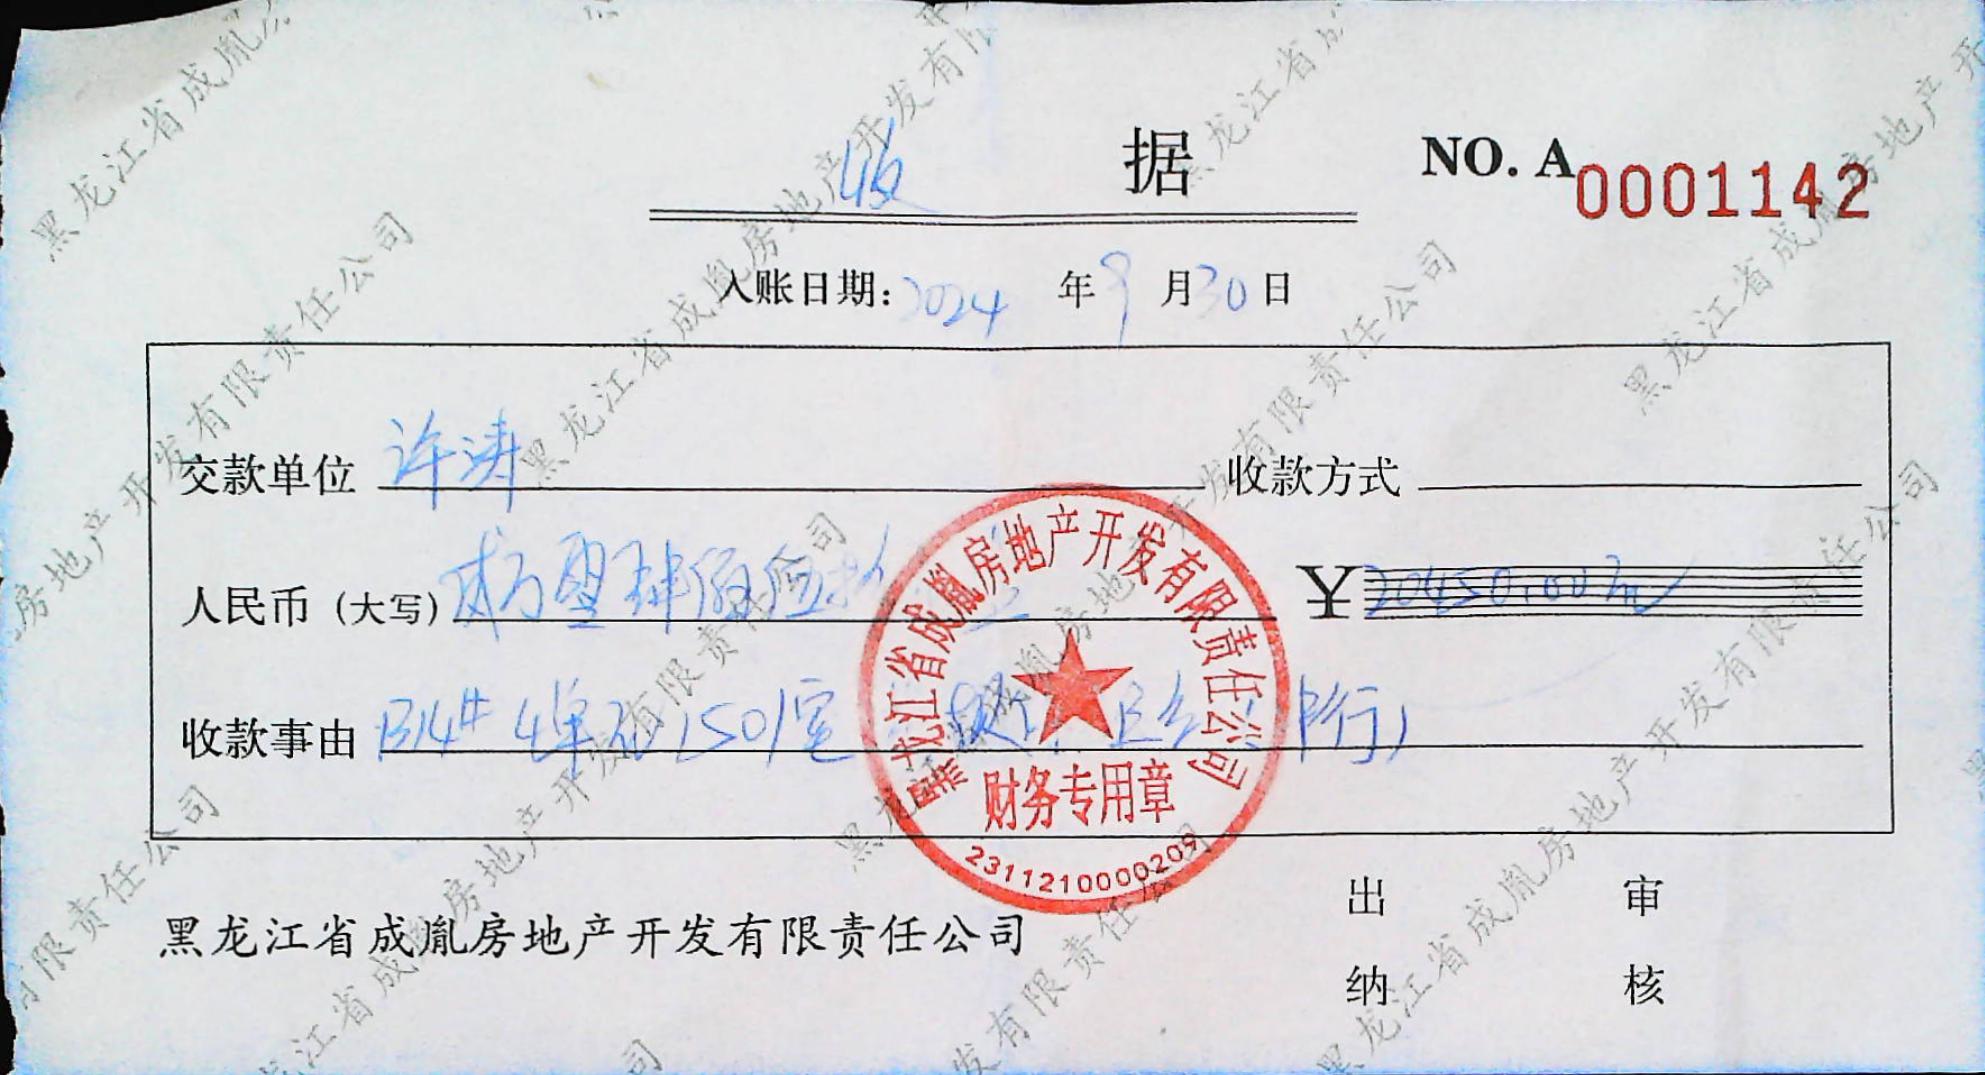 收 据
NO. A 0001142
入账日期: 2024 年 9 月 30 日
交款单位 许涛 收款方式
人民币 (大写) 贰万零肆佰伍拾 ¥ 20450.00元
收款事由 B14# 4单元1501室
黑龙江省成胤房地产开发有限责任公司
财务专用章
2311210000209
黑龙江省成胤房地产开发有限责任公司
出纳 审核